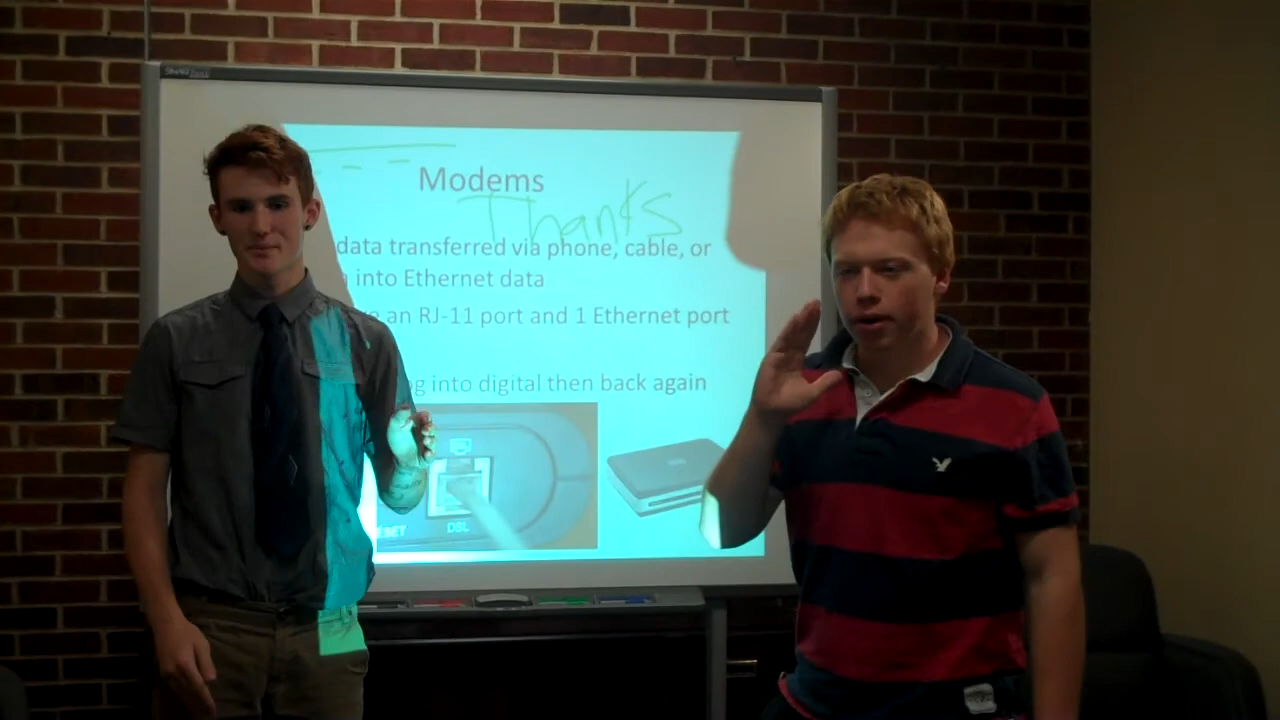 Modems
Thanks
data transferred via phone, cable, or
into Ethernet data
an RJ-11 port and 1 Ethernet port
into digital then back again
DSL